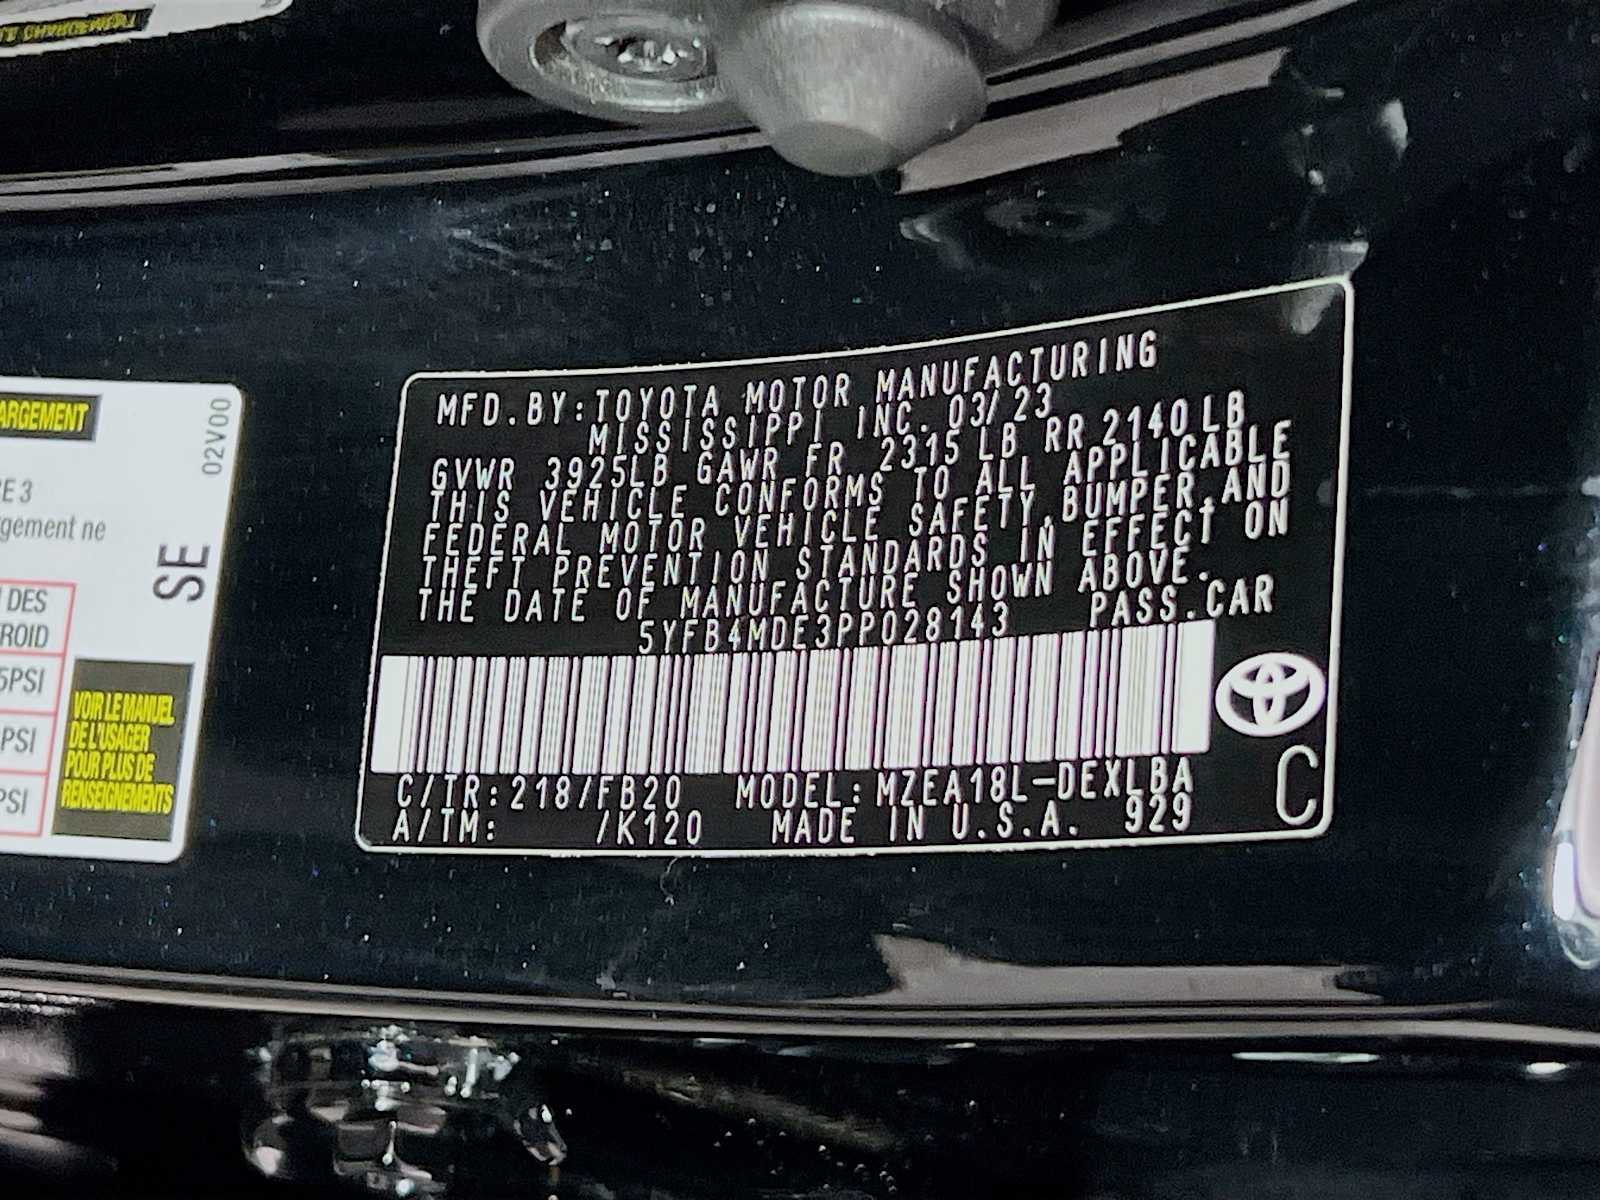 ARGEMENT
02V00
E 3
rgement ne
SE
DES
ROID
5PSI
PSI
PSI
VOIR LE MANUEL
DE L'USAGER
POUR PLUS DE
RENSEIGNEMENTS
MFD.BY:TOYOTA MOTOR MANUFACTURING
MISSISSIPPI INC. 03/23
GVWR 3925LB GAWR FR 2315 LB RR 2140 LB
THIS VEHICLE CONFORMS TO ALL APPLICABLE
FEDERAL MOTOR VEHICLE SAFETY,BUMPER,AND
THEFT PREVENTION STANDARDS IN EFFECT ON
THE DATE OF MANUFACTURE SHOWN ABOVE.
5YFB4MDE3PP028143 PASS.CAR
C/TR:218/FB20 MODEL:MZEA18L-DEXLBA
A/TM: /K120 MADE IN U.S.A. 929
C